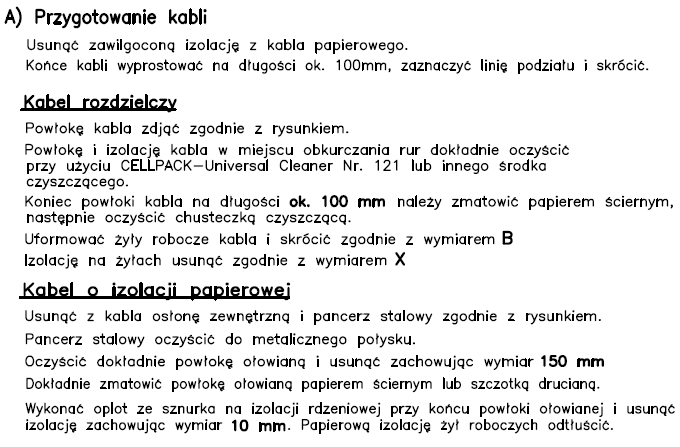 A) Przygotowanie kabli
Usunąć zawilgoconą izolację z kabla papierowego.
Końce kabli wyprostować na długości ok. 100mm, zaznaczyć linię podziału i skrócić.
Kabel rozdzielczy
Powłokę kabla zdjąć zgodnie z rysunkiem.
Powłokę i izolację kabla w miejscu obkurczania rur dokładnie oczyścić
przy użyciu CELLPACK–Universal Cleaner Nr. 121 lub innego środka
czyszczącego.
Koniec powłoki kabla na długości ok. 100 mm należy zmatowić papierem ściernym,
następnie oczyścić chusteczką czyszczącą.
Uformować żyły robocze kabla i skrócić zgodnie z wymiarem B
Izolację na żyłach usunąć zgodnie z wymiarem X
Kabel o izolacji papierowej
Usunąć z kabla osłonę zewnętrzną i pancerz stalowy zgodnie z rysunkiem.
Pancerz stalowy oczyścić do metalicznego połysku.
Oczyścić dokładnie powłokę ołowianą i usunąć zachowując wymiar 150 mm
Dokładnie zmatowić powłokę ołowianą papierem ściernym lub szczotką drucianą.
Wykonać oplot ze sznurka na izolacji rdzeniowej przy końcu powłoki ołowianej i usunąć
izolację zachowując wymiar 10 mm. Papierową izolację żył roboczych odtłuścić.